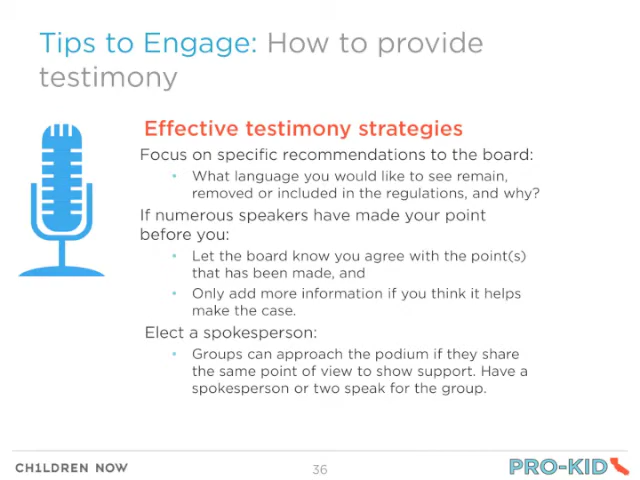 Tips to Engage: How to provide
testimony
Effective testimony strategies
Focus on specific recommendations to the board:
• What language you would like to see remain,
removed or included in the regulations, and why?
If numerous speakers have made your point
before you:
• Let the board know you agree with the point(s)
that has been made, and
• Only add more information if you think it helps
make the case.
Elect a spokesperson:
• Groups can approach the podium if they share
the same point of view to show support. Have a
spokesperson or two speak for the group.
CH1LDREN NOW
36
PRO-KID